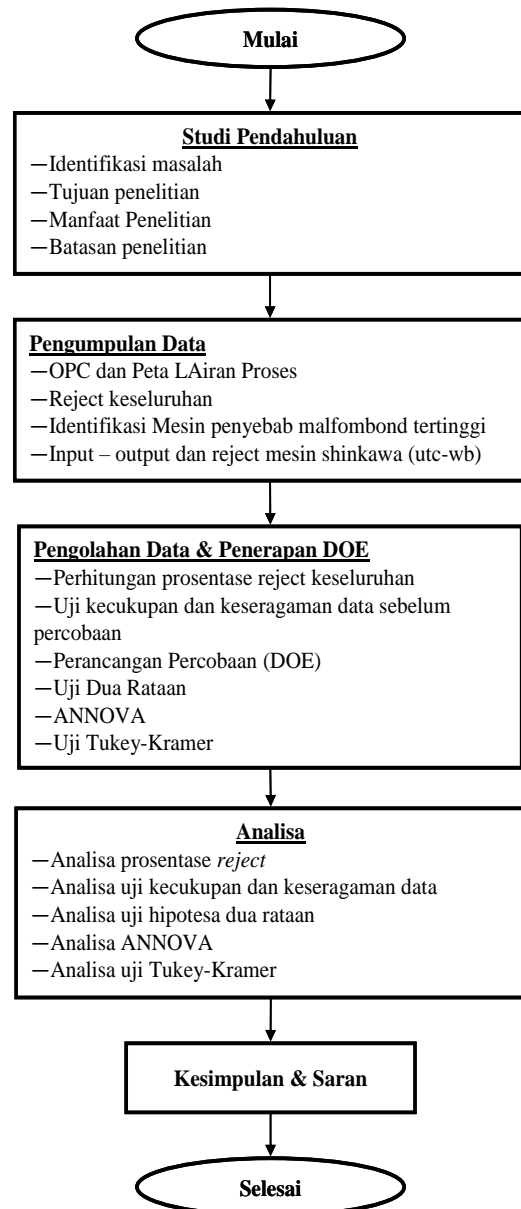 Mulai
Studi Pendahuluan
—Identifikasi masalah
—Tujuan penelitian
—Manfaat Penelitian
—Batasan penelitian
Pengumpulan Data
—OPC dan Peta LAiran Proses
—Reject keseluruhan
—Identifikasi Mesin penyebab malfombond tertinggi
—Input – output dan reject mesin shinkawa (utc-wb)
Pengolahan Data & Penerapan DOE
—Perhitungan prosentase reject keseluruhan
—Uji kecukupan dan keseragaman data sebelum
percobaan
—Perancangan Percobaan (DOE)
—Uji Dua Rataan
—ANNOVA
—Uji Tukey-Kramer
Analisa
—Analisa prosentase reject
—Analisa uji kecukupan dan keseragaman data
—Analisa uji hipotesa dua rataan
—Analisa ANNOVA
—Analisa uji Tukey-Kramer
Kesimpulan & Saran
Selesai